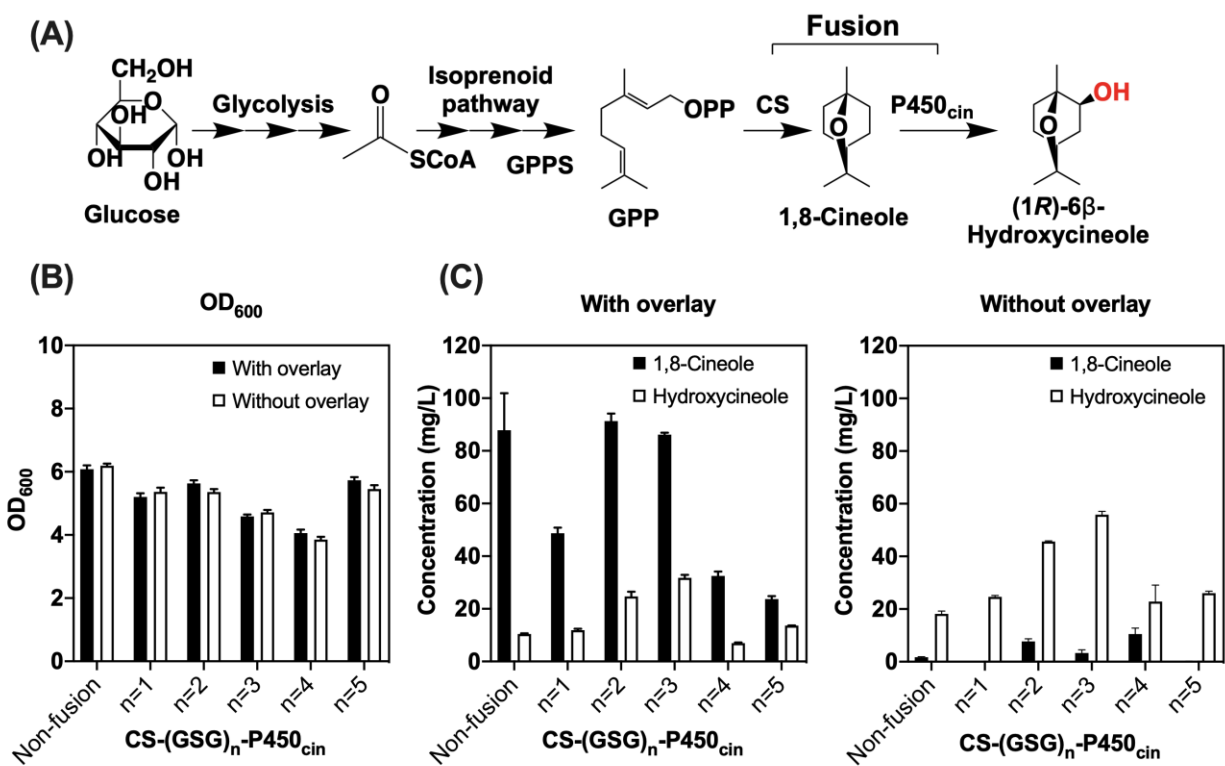 (A)
Fusion
CH2OH
O
OH
OH
OH
OH
OH
Glucose
Glycolysis
O
SCoA
Isoprenoid
pathway
GPPS
OPP
GPP
CS
O
1,8-Cineole
P450cin
OH
O
(1R)-6β-
Hydroxycineole
(B)
OD600
With overlay
Without overlay
10
8
6
4
2
0
OD600
Non-fusion
n=1
n=2
n=3
n=4
n=5
CS-(GSG)n-P450cin
(C)
With overlay
1,8-Cineole
Hydroxycineole
120
100
80
60
40
20
0
Concentration (mg/L)
Non-fusion
n=1
n=2
n=3
n=4
n=5
CS-(GSG)n-P450cin
Without overlay
1,8-Cineole
Hydroxycineole
120
100
80
60
40
20
0
Concentration (mg/L)
Non-fusion
n=1
n=2
n=3
n=4
n=5
CS-(GSG)n-P450cin